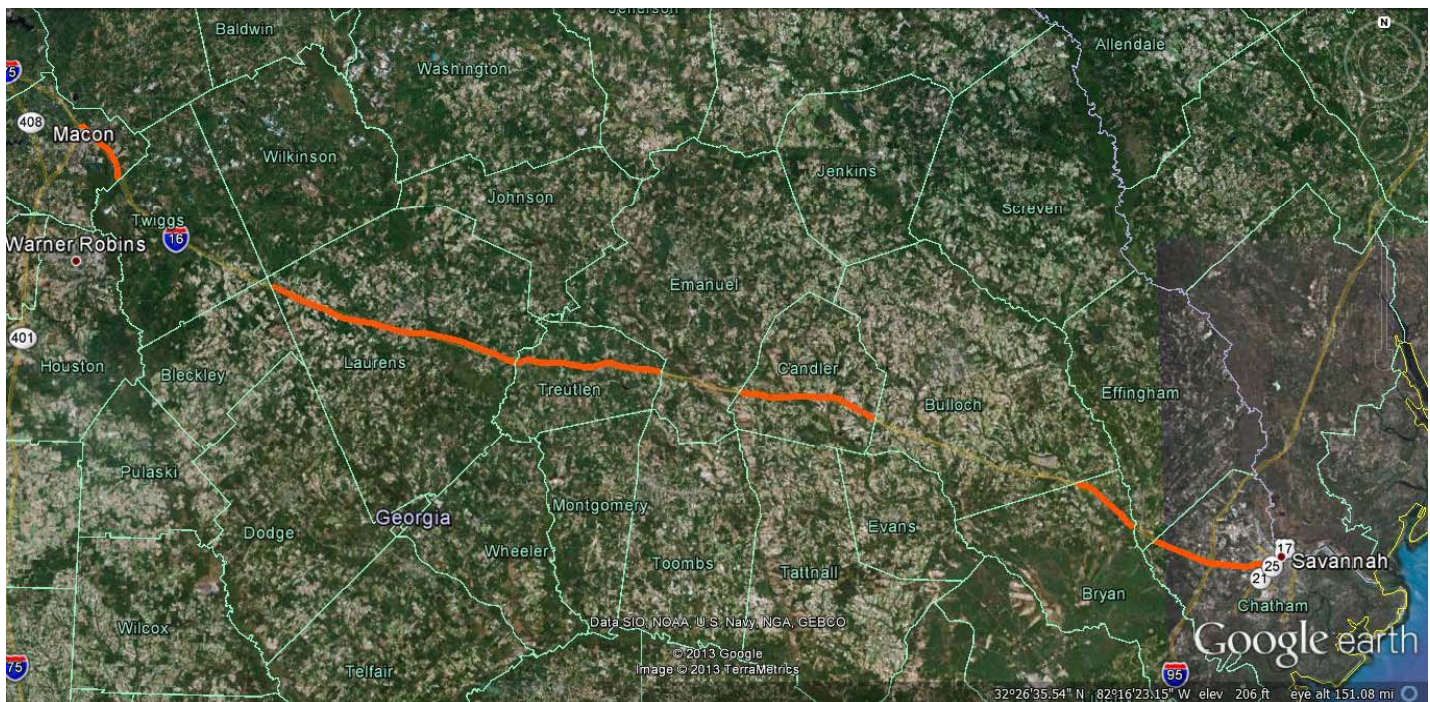 Jefferson
Baldwin
Allendale
N
75
Washington
408
Macon
Wilkinson
Jenkins
Johnson
Screven
Twiggs
16
Warner Robins
Emanuel
401
Houston
Bleckley
Laurens
Candler
Treutlen
Bulloch
Effingham
Pulaski
Montgomery
Georgia
Dodge
Wheeler
Evans
17
Toombs
Tattnall
25
Savannah
21
Bryan
Chatham
Data SIO, NOAA, U.S. Navy, NGA, GEBCO
Wilcox
Google earth
© 2013 Google
Image © 2013 TerraMetrics
75
Telfair
95
32°26'35.54" N 82°16'23.15" W elev 206 ft eye alt 151.08 mi